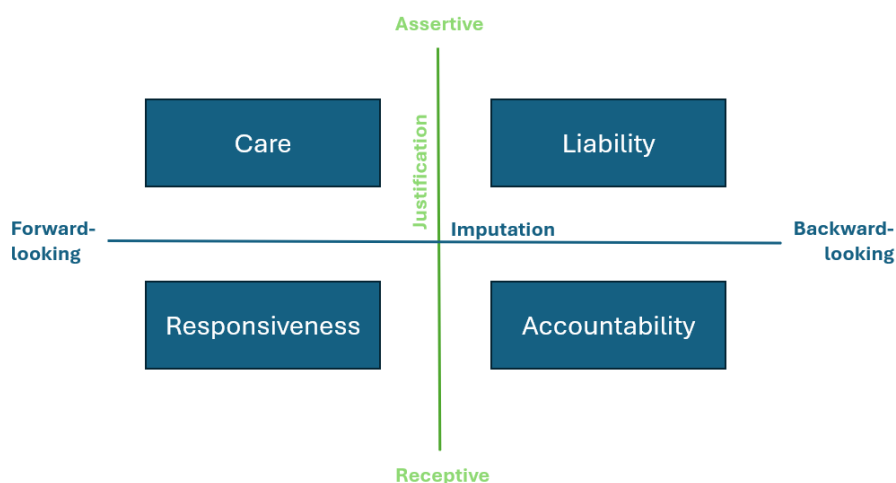 Assertive
Care
Justification
Liability
Forward-
looking
Imputation
Backward-
looking
Responsiveness
Accountability
Receptive